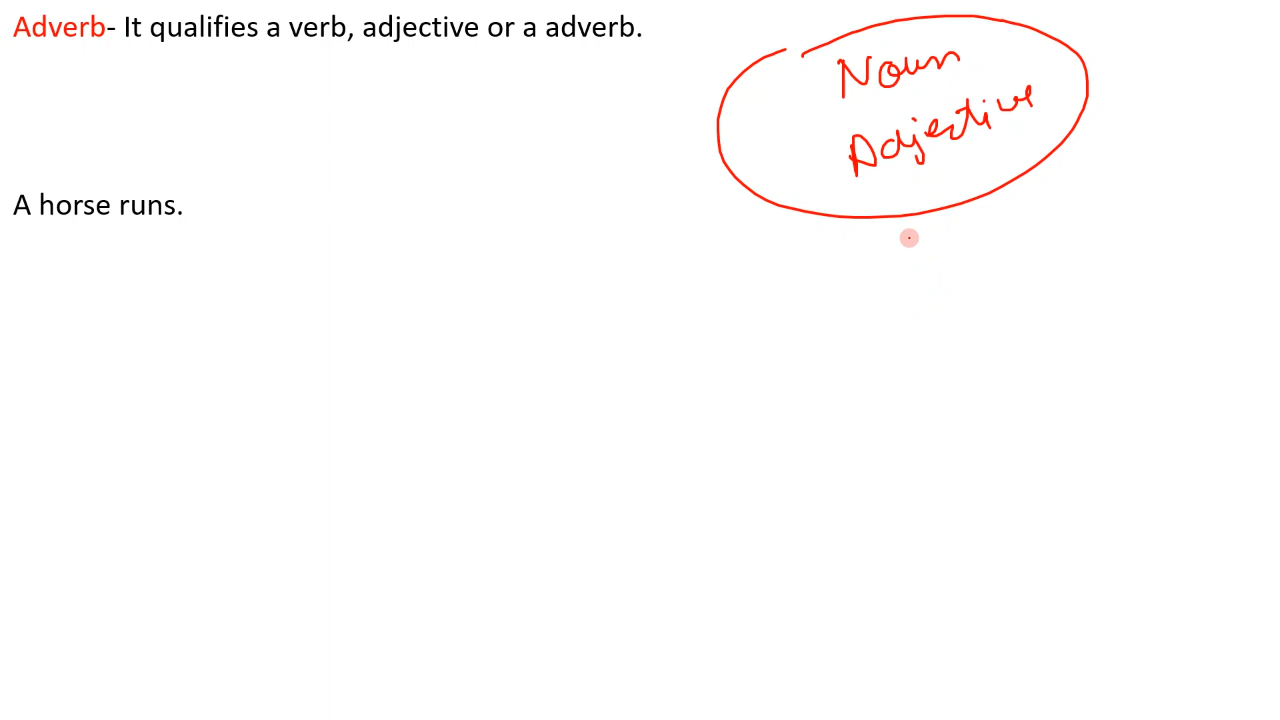 Adverb- It qualifies a verb, adjective or a adverb.
Noun
Adjective
A horse runs.